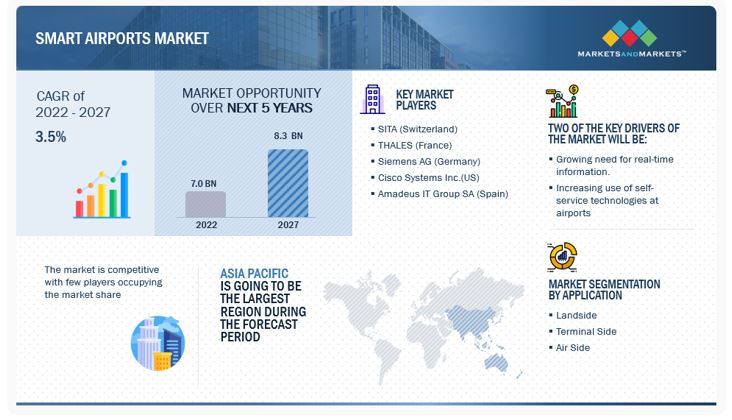 SMART AIRPORTS MARKET
MARKETSANDMARKETS™
CAGR of
2022 - 2027
3.5%
MARKET OPPORTUNITY
OVER NEXT 5 YEARS
7.0 BN
8.3 BN
2022
2027
KEY MARKET
PLAYERS
▪ SITA (Switzerland)
▪ THALES (France)
▪ Siemens AG (Germany)
▪ Cisco Systems Inc.(US)
▪ Amadeus IT Group SA (Spain)
TWO OF THE KEY DRIVERS OF
THE MARKET WILL BE:
▪ Growing need for real-time
information.
▪ Increasing use of self-
service technologies at
airports
The market is competitive
with few players occupying
the market share
ASIA PACIFIC
IS GOING TO BE
THE LARGEST
REGION DURING
THE FORECAST
PERIOD
MARKET SEGMENTATION
BY APPLICATION
▪ Landside
▪ Terminal Side
▪ Air Side